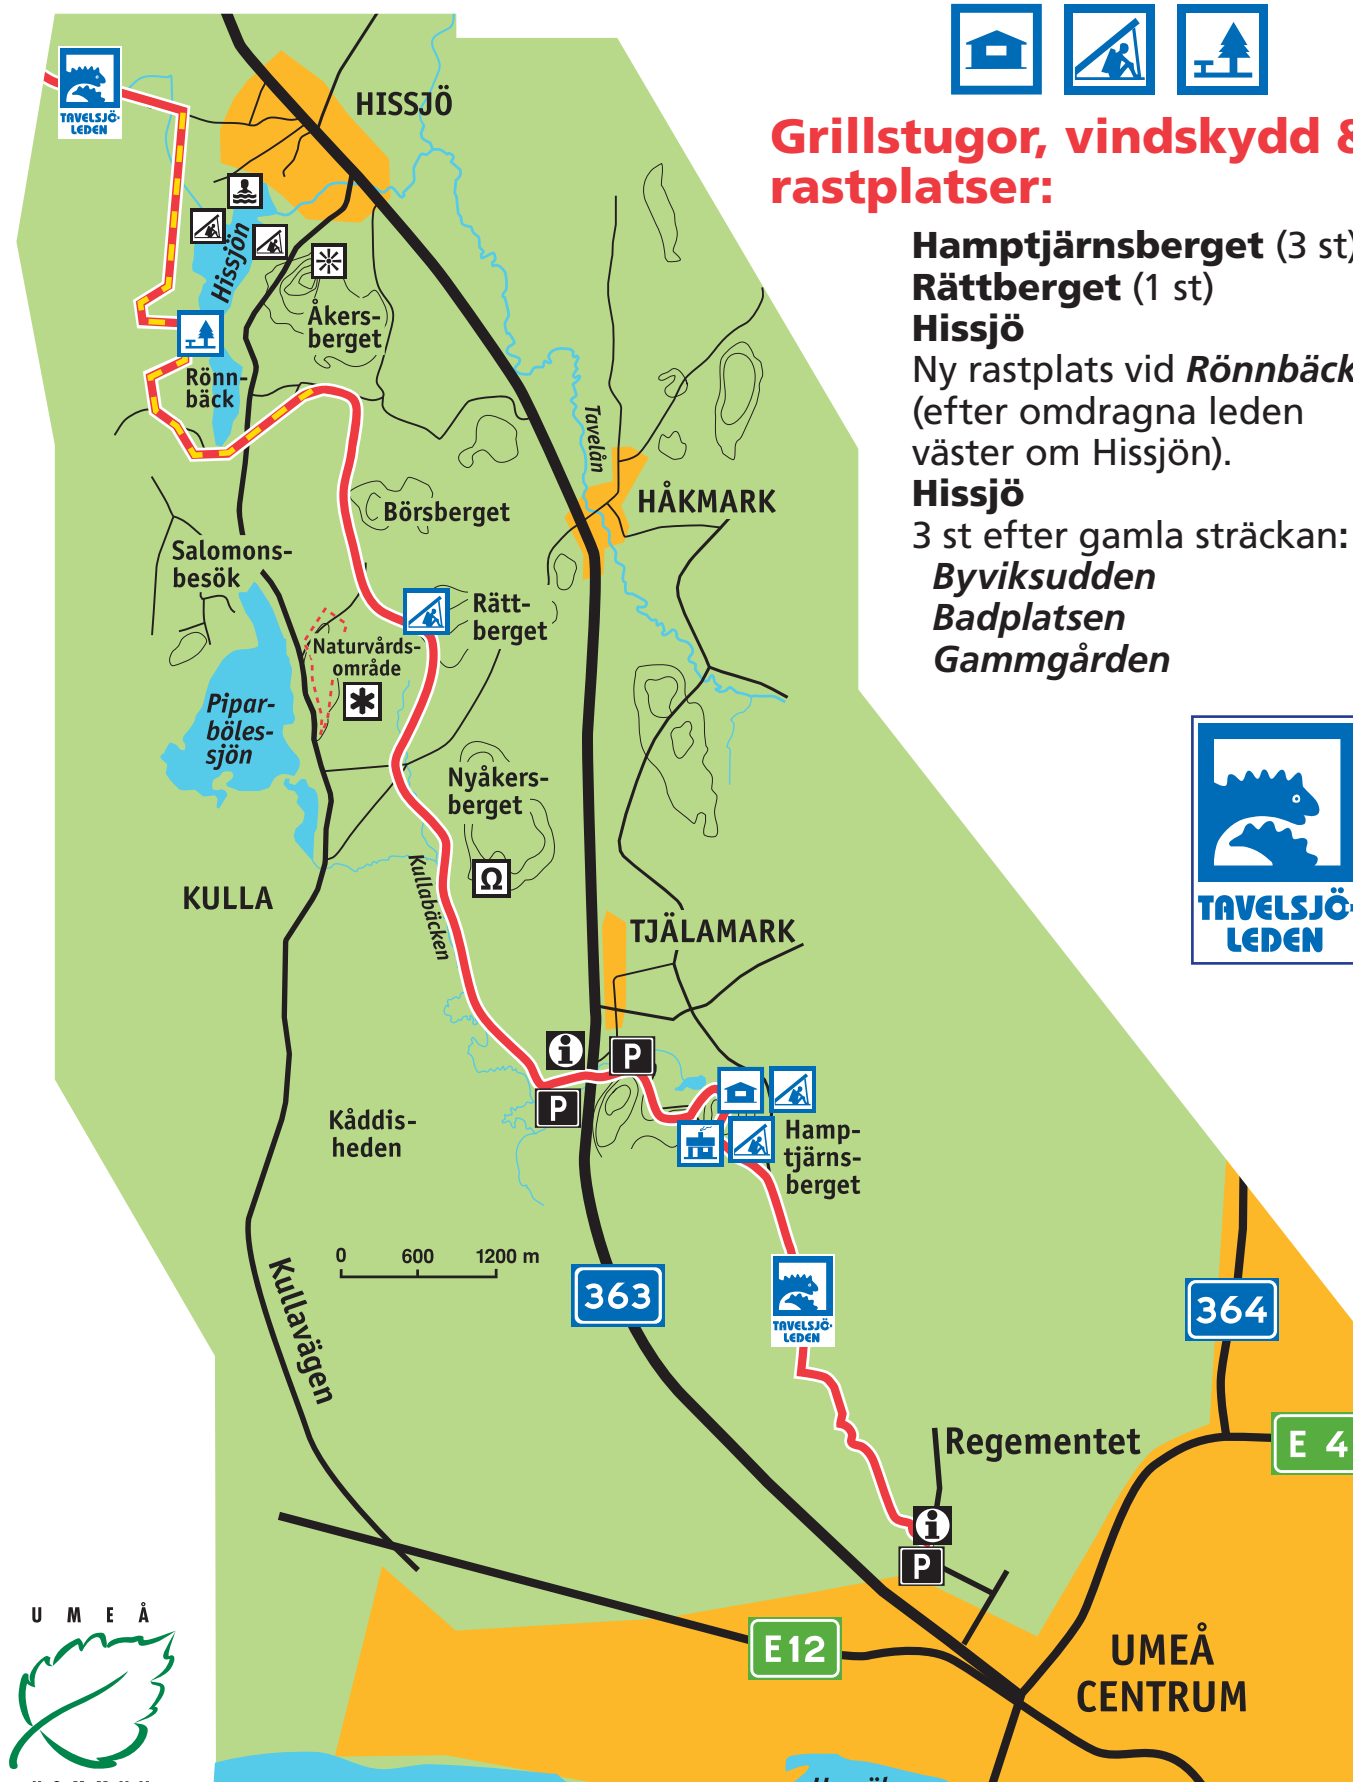 Grillstugor, vindskydd &
rastplatser:
Hamptjärnsberget (3 st)
Rättberget (1 st)
Hissjö
Ny rastplats vid Rönnbäck
(efter omdragna leden
väster om Hissjön).
Hissjö
3 st efter gamla sträckan:
Byviksudden
Badplatsen
Gammgården
TAVELSJÖ-
LEDEN
TAVELSJÖ-
LEDEN
HISSJÖ
Hissjön
Åkers-
berget
Rönn-
bäck
Tavelån
HÅKMARK
Börsberget
Salomons-
besök
Rätt-
berget
Naturvårds-
område
Pipar-
böles-
sjön
Nyåkers-
berget
Ω
Kullabäcken
KULLA
TJÄLAMARK
i
P
P
Kåddis-
heden
Hamp-
tjärns-
berget
0 600 1200 m
Kullavägen
363
364
TAVELSJÖ-
LEDEN
Regementet
E 4
i
P
E12
UMEÅ
CENTRUM
UMEÅ